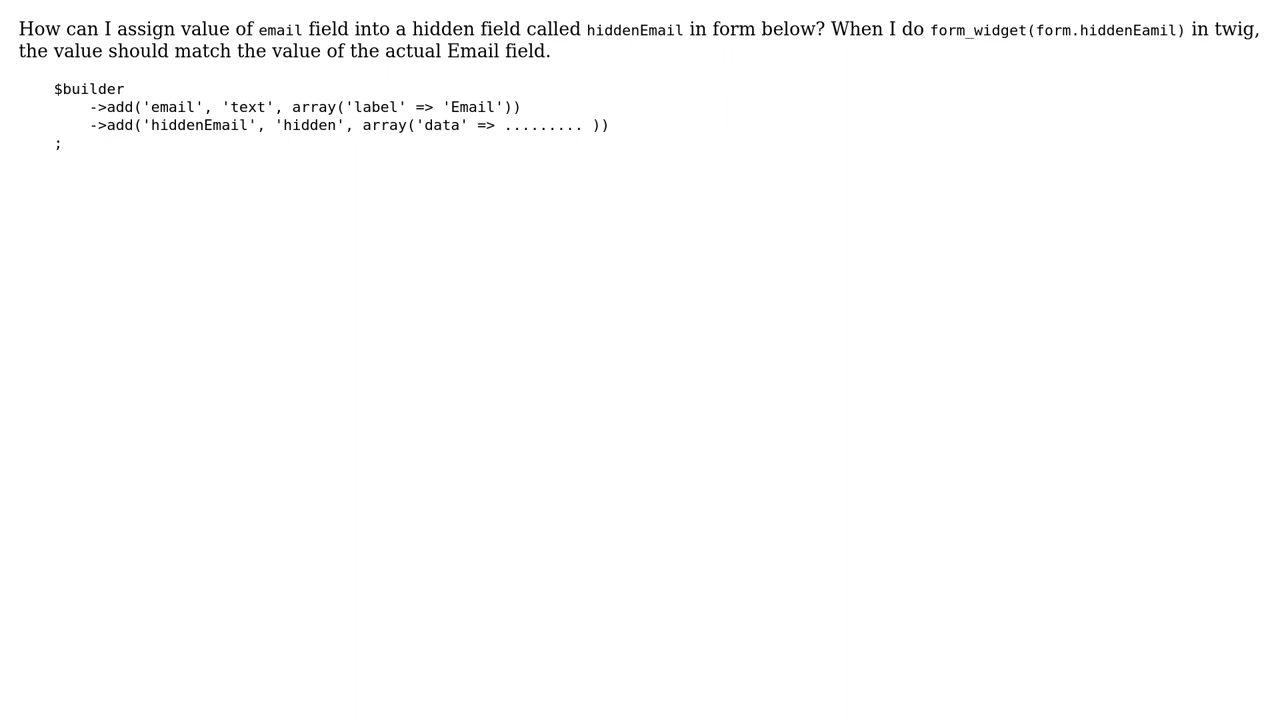 How can I assign value of email field into a hidden field called hiddenEmail in form below? When I do form_widget(form.hiddenEamil) in twig,
the value should match the value of the actual Email field.
$builder
->add('email', 'text', array('label' => 'Email'))
->add('hiddenEmail', 'hidden', array('data' => ......... ))
;